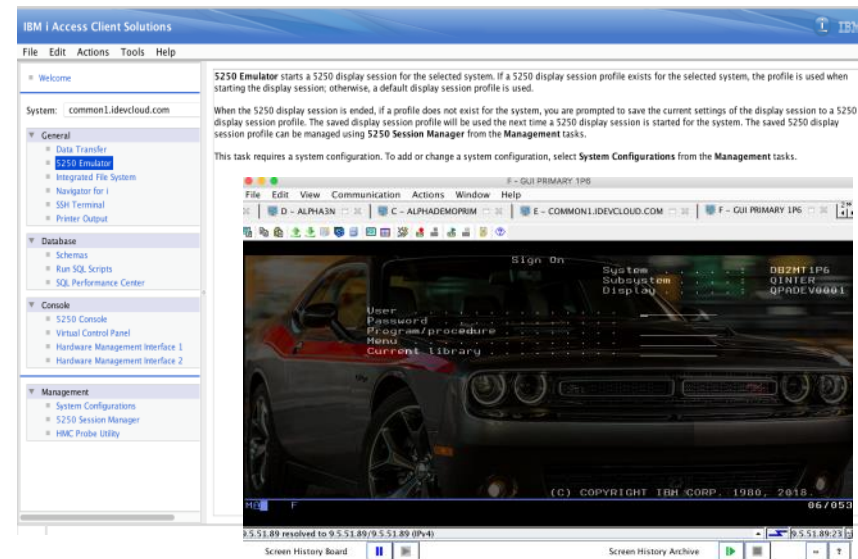 IBM i Access Client Solutions
IBM
File Edit Actions Tools Help
Welcome
System: common1.idevcloud.com
General
Data Transfer
5250 Emulator
Integrated File System
Navigator for i
SSH Terminal
Printer Output
Database
Schemas
Run SQL Scripts
SQL Performance Center
Console
5250 Console
Virtual Control Panel
Hardware Management Interface 1
Hardware Management Interface 2
Management
System Configurations
5250 Session Manager
HMC Probe Utility
5250 Emulator starts a 5250 display session for the selected system. If a 5250 display session profile exists for the selected system, the profile is used when
starting the display session; otherwise, a default display session profile is used.
When the 5250 display session is ended, if a profile does not exist for the system, you are prompted to save the current settings of the display session to a 5250
display session profile. The saved display session profile will be used the next time a 5250 display session is started for the system. The saved 5250 display
session profile can be managed using 5250 Session Manager from the Management tasks.
This task requires a system configuration. To add or change a system configuration, select System Configurations from the Management tasks.
F - GUI PRIMARY 1P6
File Edit View Communication Actions Window Help
D - ALPHA3N C - ALPHADEMOPRIM E - COMMON1.IDEVCLOUD.COM F - GUI PRIMARY 1P6
Sign On
System . . . . . : DB2MT1P6
Subsystem . . . . : QINTER
Display . . . . . : QPADEV0001
User . . . . . . . . . . . . . .
Password . . . . . . . . . . . .
Program/procedure . . . . . . . .
Menu . . . . . . . . . . . . . .
Current library . . . . . . . . .
(C) COPYRIGHT IBM CORP. 1980, 2018.
MA F 06/053
9.5.51.89 resolved to 9.5.51.89/9.5.51.89 (IPv4) 9.5.51.89:23
Screen History Board Screen History Archive